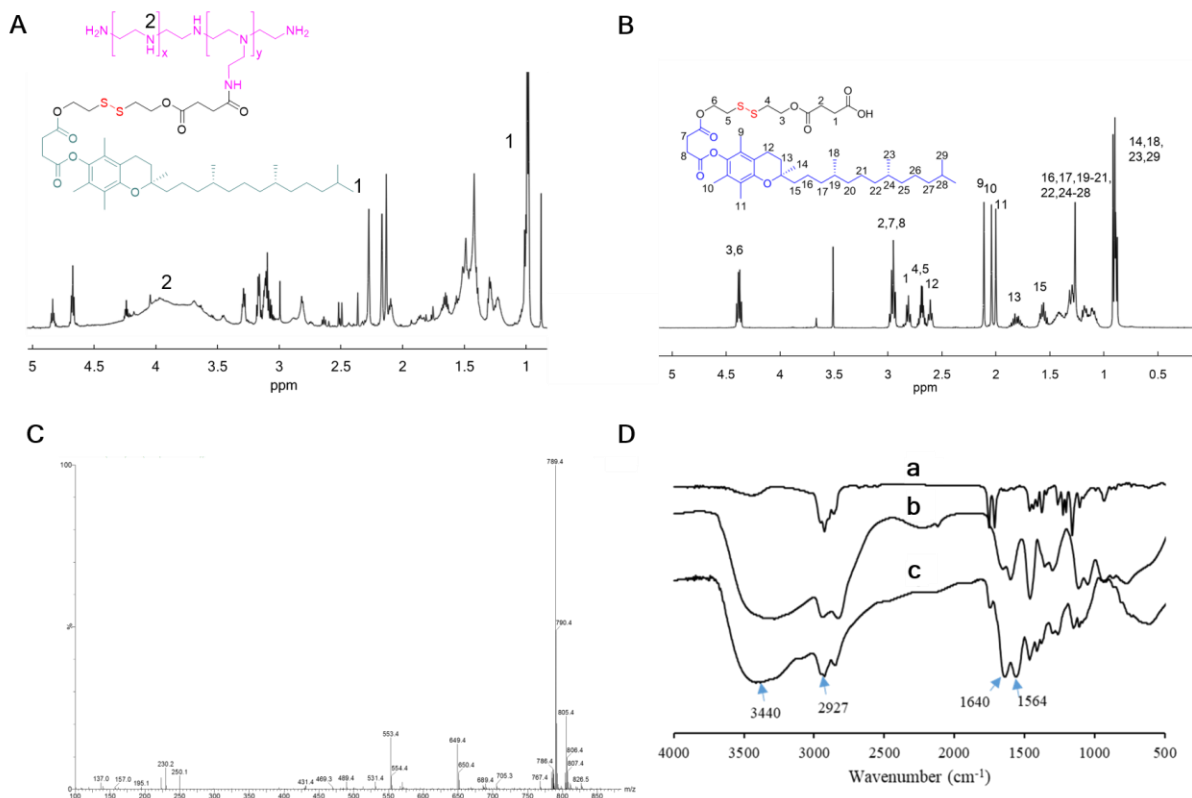 A
H₂N
2
N
H
x
H
N
N
y
NH₂
NH
O
S
S
O
O
O
O
O
O
O
O
1
1
2
5 4.5 4 3.5 3 2.5 2 1.5 1
ppm
B
6 S 4 O 2 O
O 5 S 3 O 1 OH
7 O
8 O 9 12 18 23 29
O O 13 14 16 19 21 24 26 28
10 O 15 17 20 22 25 27
11
3,6
2,7,8
1
4,5
12
9
10
11
13
15
16,17,19-21,
22,24-28
14,18,
23,29
5 4.5 4 3.5 3 2.5 2 1.5 1 0.5
ppm
C
100
%
0
789.4
790.4
805.4
553.4
649.4
806.4
554.4
650.4
786.4
807.4
230.2
250.1
137.0
157.0
195.1
431.4
469.3
489.4
531.4
689.4
705.3
767.4
826.5
100 150 200 250 300 350 400 450 500 550 600 650 700 750 800 850
m/z
D
a
b
c
3440
2927
1640
1564
4000 3500 3000 2500 2000 1500 1000 500
Wavenumber (cm⁻¹)